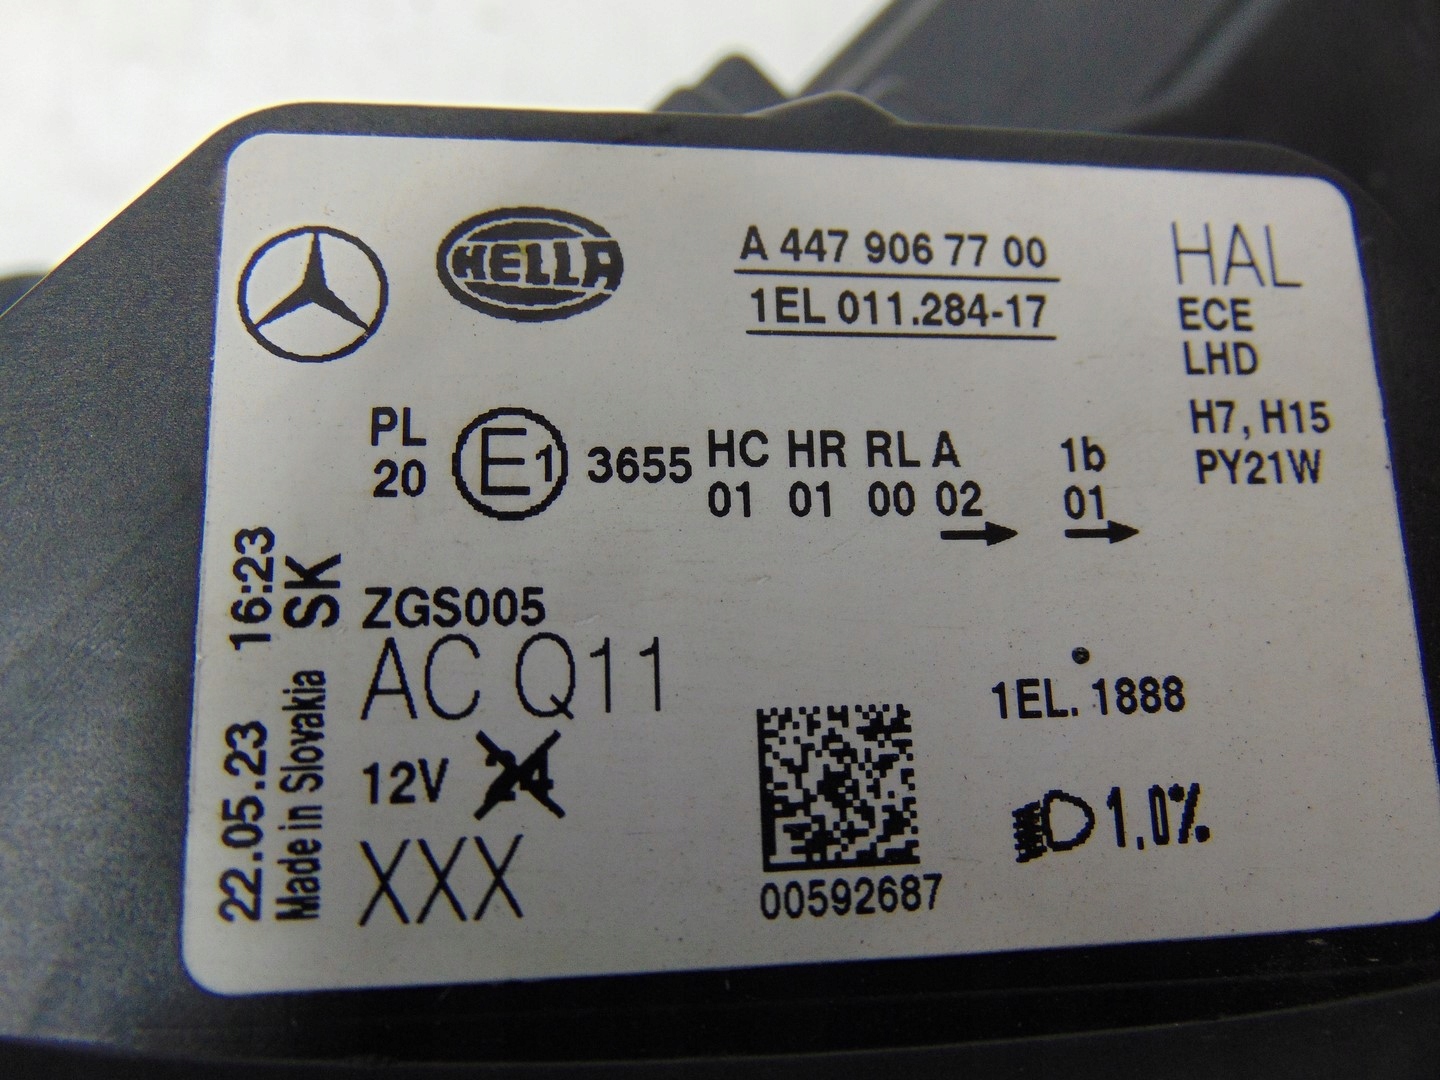 HELLA
A 447 906 77 00
1EL 011.284-17
HAL
ECE
LHD
H7, H15
PY21W
PL
20
E1
3655
HC HR RL A 1b
01 01 00 02 01
22.05.23 16:23
Made in Slovakia SK
ZGS005
AC Q11
12V 24
XXX
00592687
1EL. 1888
1.0%